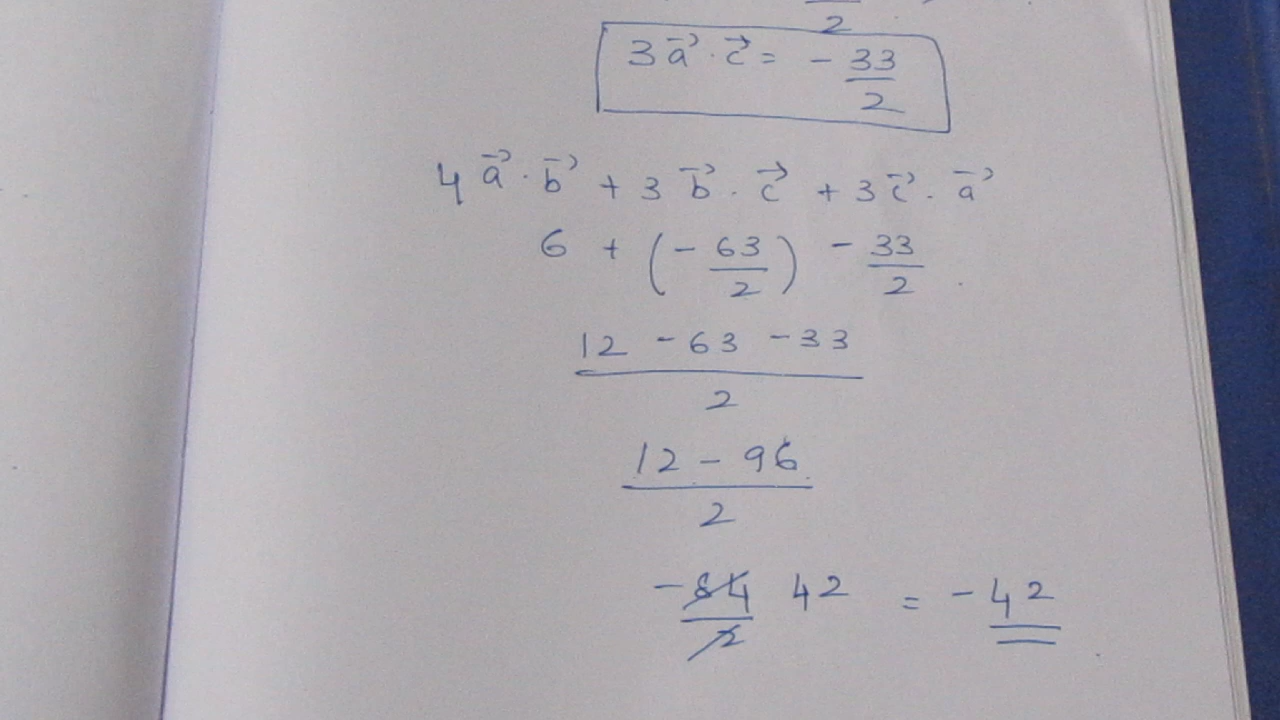 2
3 a⃗ · c⃗ = - 33/2
4 a⃗ · b⃗ + 3 b⃗ · c⃗ + 3 c⃗ · a⃗
6 + (- 63/2) - 33/2
12 - 63 - 33
2
12 - 96
2
-84/2 42 = - 42